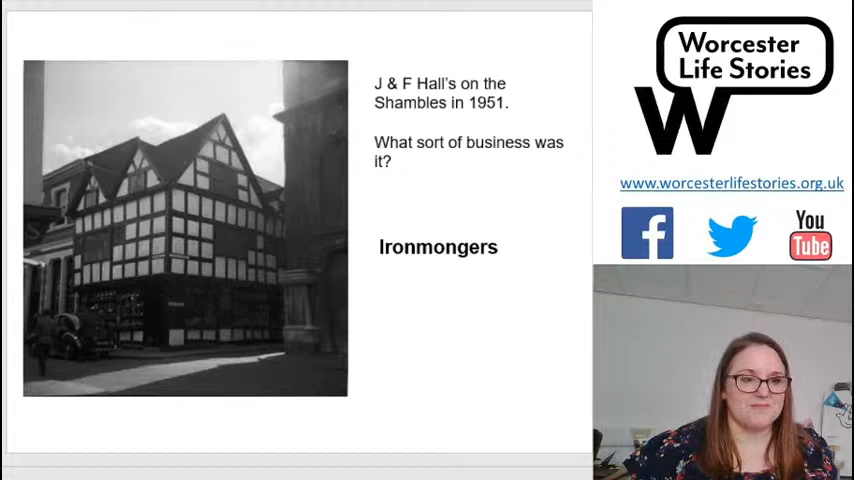 J & F Hall's on the
Shambles in 1951.
What sort of business was
it?
Ironmongers
Worcester
Life Stories
W
www.worcesterlifestories.org.uk
f
You
Tube